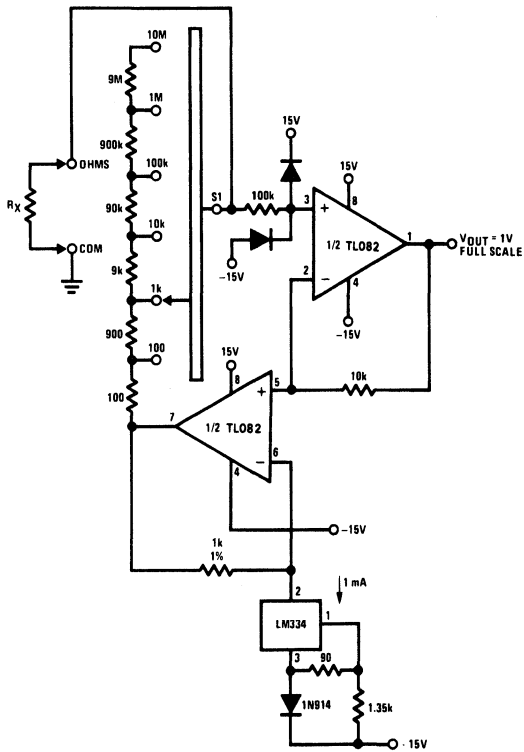 10M
9M
1M
900k
100k
OHMS
90k
RX
10k
COM
9k
1k
900
100
100
15V
S1
100k
3
+
15V
8
1/2 TL082
1
VOUT = 1V
FULL SCALE
-15V
2
−
4
-15V
10k
15V
8
5
+
7
1/2 TL082
6
−
4
-15V
1k
1%
2
1 mA
LM334
1
3
90
1N914
1.35k
- 15V